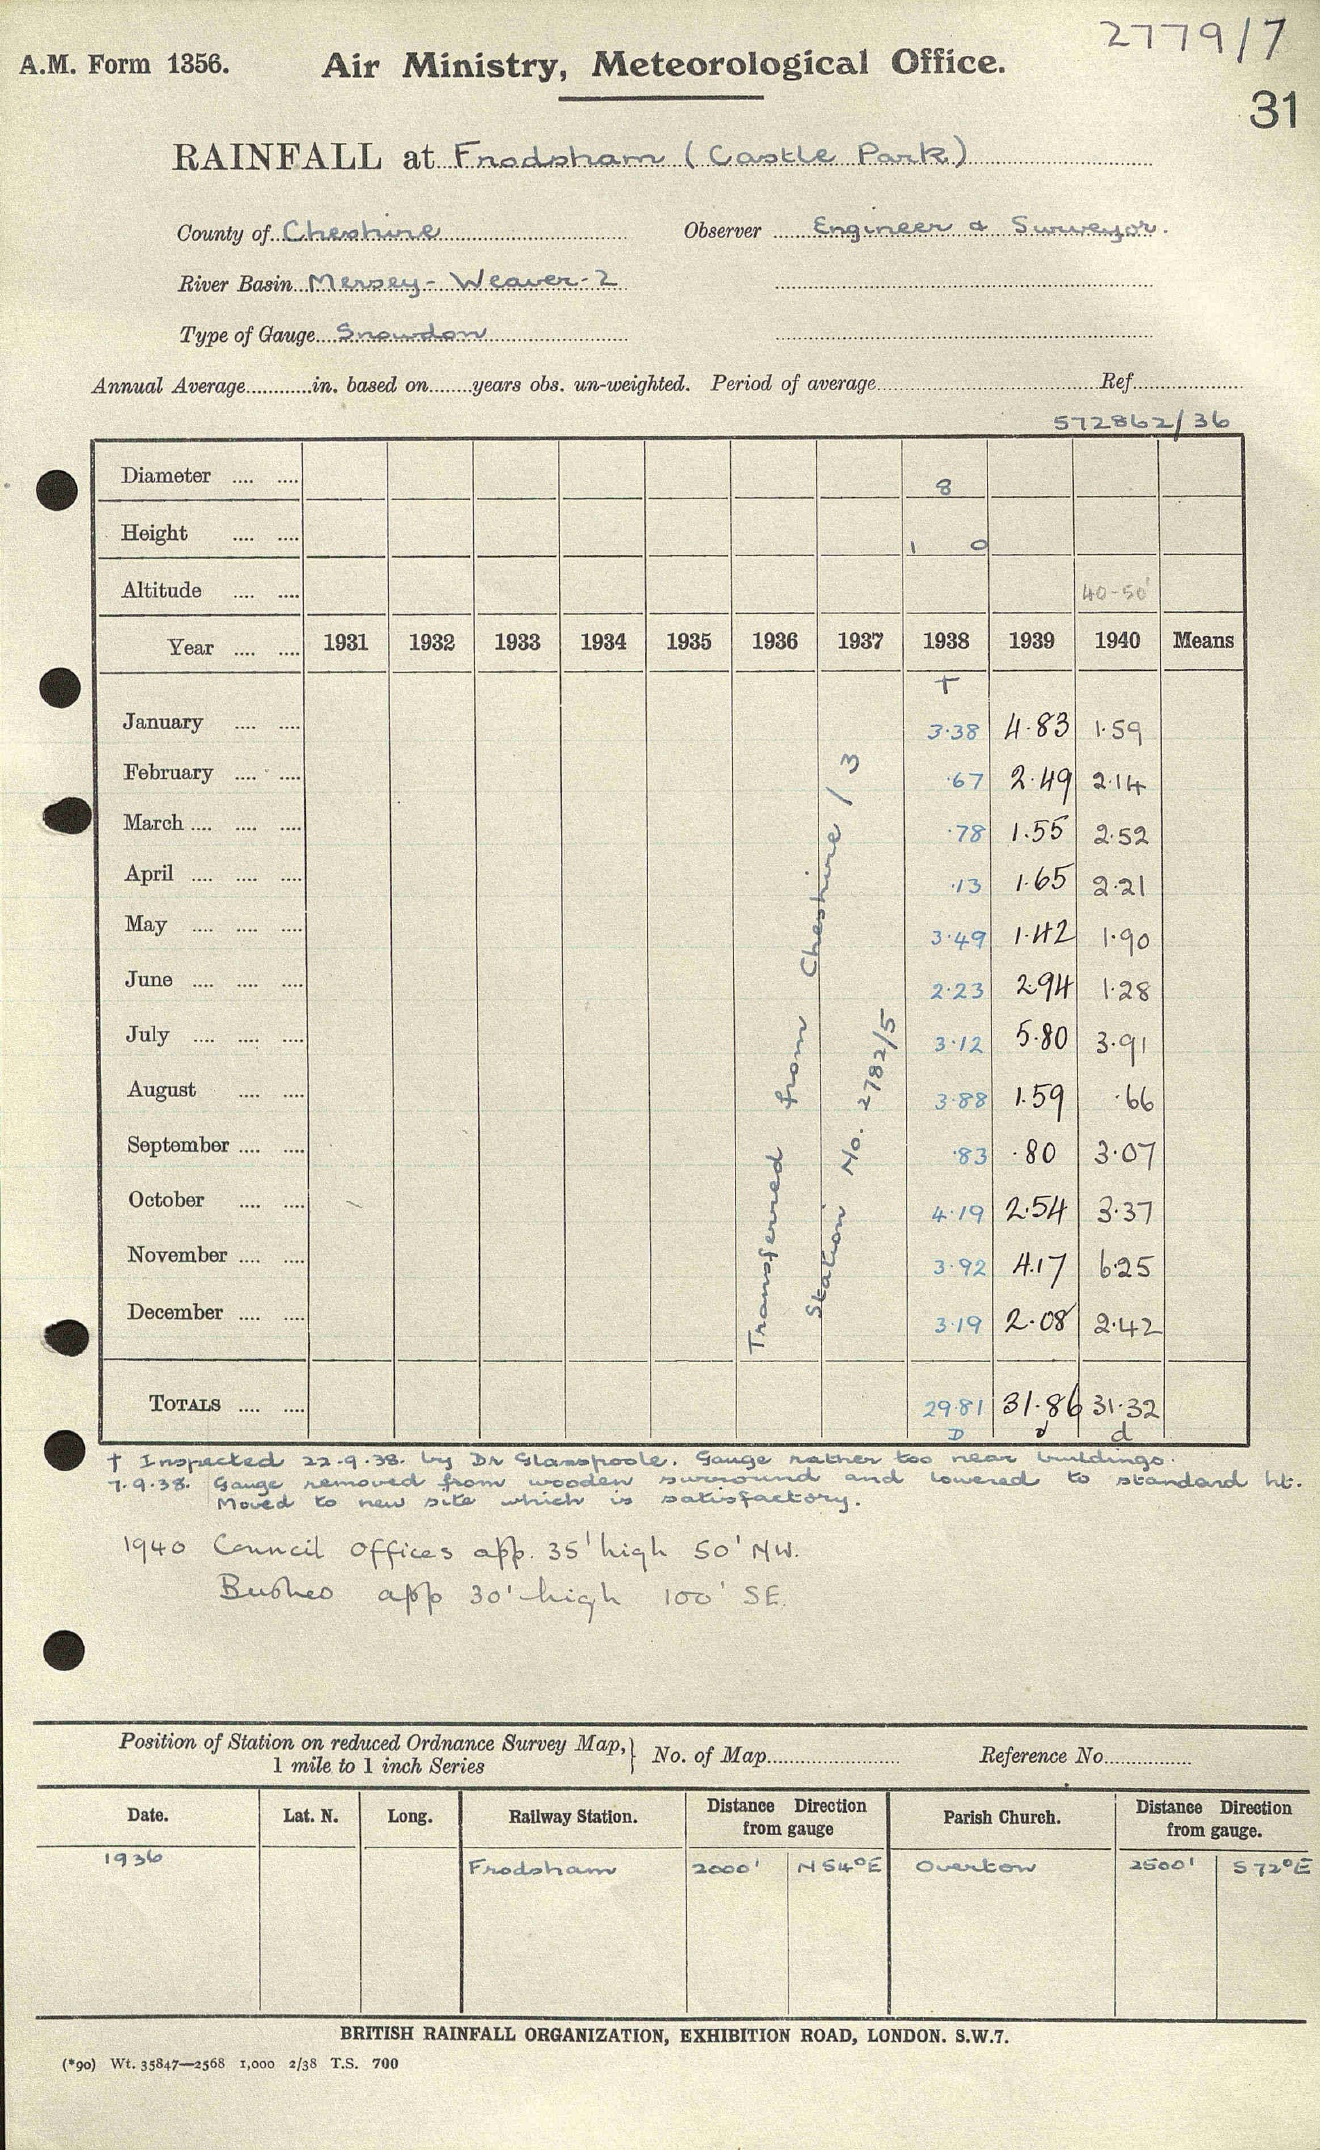 2779/7
A.M. Form 1356. Air Ministry, Meteorological Office.
31
RAINFALL at Frodsham (Castle Park)
County of Cheshire Observer Engineer & Surveyor.
River Basin Mersey - Weaver - 2
Type of Gauge Snowdon
Annual Average............in. based on........years obs. un-weighted. Period of average............ Ref............
572862/36
Diameter .... .... 8
Height .... .... 1 0
Altitude .... .... 40-50'
Year .... .... 1931 1932 1933 1934 1935 1936 1937 1938 1939 1940 Means
†
January .... .... 3.38 4.83 1.59
February .... .... .67 2.49 2.14
March .... .... .... .78 1.55 2.52
April .... .... .... .13 1.65 2.21
May .... .... .... 3.49 1.42 1.90
June .... .... .... 2.23 2.94 1.28
July .... .... .... 3.12 5.80 3.91
August .... .... 3.88 1.59 .66
September .... .... .83 .80 3.07
October .... .... 4.19 2.54 3.37
November .... .... 3.92 4.17 6.25
December .... .... 3.19 2.08 2.42
Transferred from Cheshire / 3
Station No. 2782/5
TOTALS .... .... 29.81 31.86 31.32
D d d
† Inspected 22.9.38. by Dr Glasspoole. Gauge rather too near buildings.
7.9.38. Gauge removed from wooden surround and lowered to standard ht.
Moved to new site which is satisfactory.
1940 Council Offices app. 35' high 50' NW.
Bushes app 30' high 100' SE.
Position of Station on reduced Ordnance Survey Map,} No. of Map............ Reference No............
1 mile to 1 inch Series
Date. Lat. N. Long. Railway Station. Distance Direction from gauge Parish Church. Distance Direction from gauge.
1936 Frodsham 2000' N 54° E Overton 2500' S 72° E
BRITISH RAINFALL ORGANIZATION, EXHIBITION ROAD, LONDON. S.W.7.
(*90) Wt. 35847—2568 1,000 2/38 T.S. 700